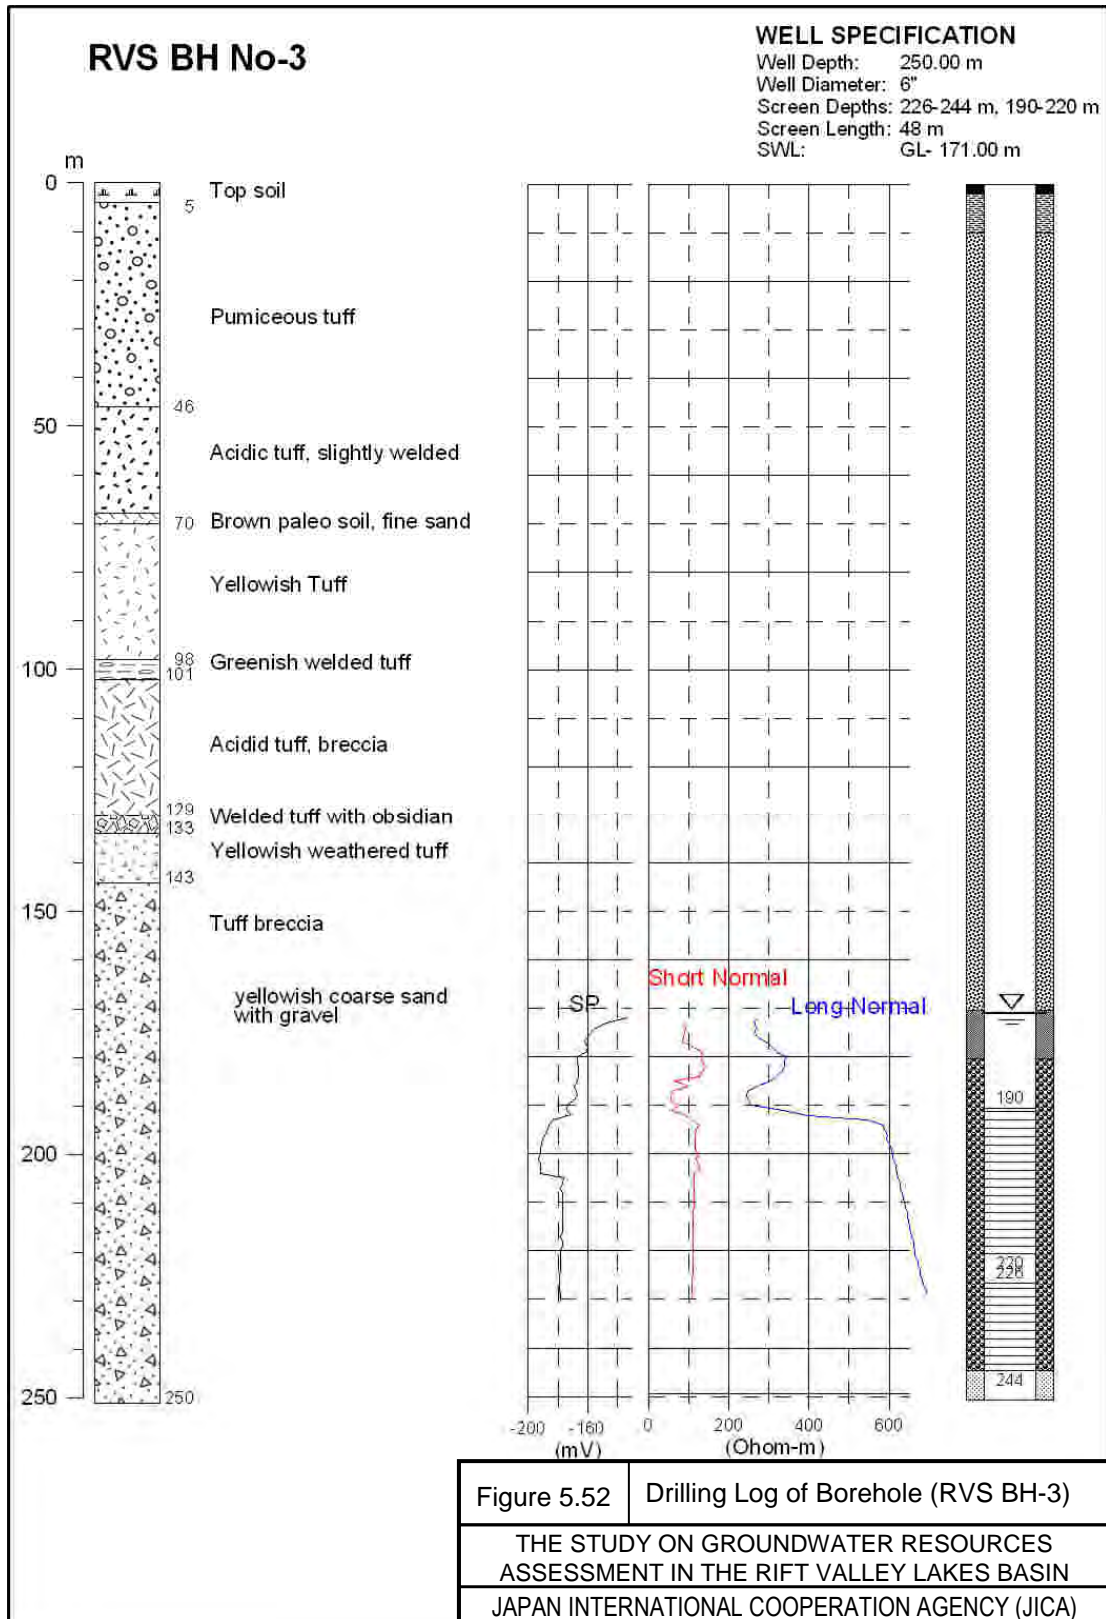 RVS BH No-3
WELL SPECIFICATION
Well Depth: 250.00 m
Well Diameter: 6"
Screen Depths: 226-244 m, 190-220 m
Screen Length: 48 m
SWL: GL- 171.00 m
m
0
Top soil
5
Pumiceous tuff
46
50
Acidic tuff, slightly welded
70
Brown paleo soil, fine sand
Yellowish Tuff
98
Greenish welded tuff
100
101
Acidid tuff, breccia
129
Welded tuff with obsidian
133
Yellowish weathered tuff
143
150
Tuff breccia
Short Normal
yellowish coarse sand
with gravel
SP
Long Normal
190
200
220
226
244
250
250
-200 -160
(mV)
0 200 400 600
(Ohom-m)
Figure 5.52
Drilling Log of Borehole (RVS BH-3)
THE STUDY ON GROUNDWATER RESOURCES
ASSESSMENT IN THE RIFT VALLEY LAKES BASIN
JAPAN INTERNATIONAL COOPERATION AGENCY (JICA)